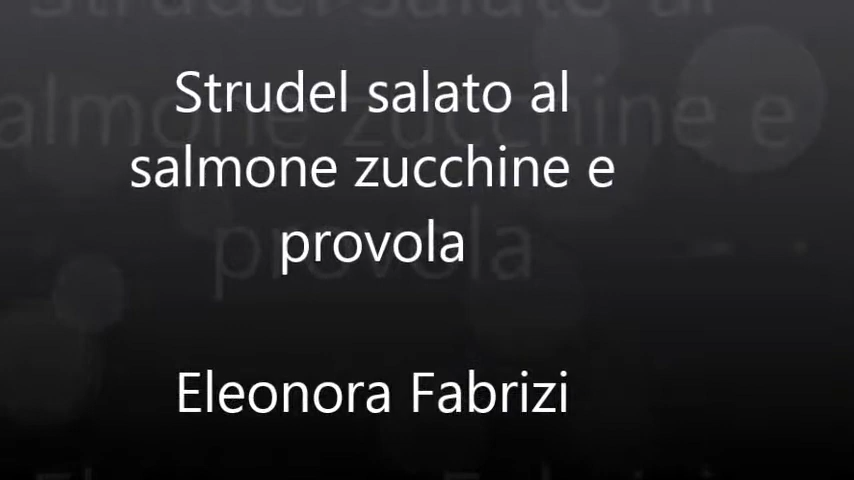 Strudel salato al
salmone zucchine e
provola
Eleonora Fabrizi